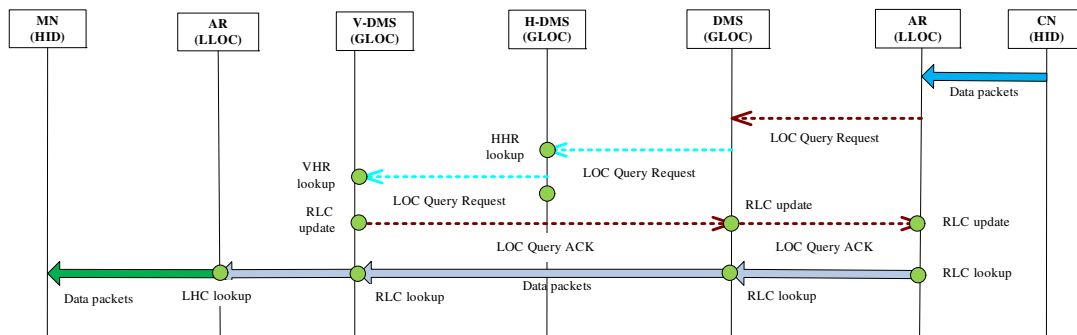 MN
(HID)
AR
(LLOC)
V-DMS
(GLOC)
H-DMS
(GLOC)
DMS
(GLOC)
AR
(LLOC)
CN
(HID)
Data packets
LOC Query Request
HHR
lookup
LOC Query Request
VHR
lookup
LOC Query Request
RLC
update
RLC update
RLC update
LOC Query ACK
LOC Query ACK
RLC lookup
Data packets
LHC lookup
RLC lookup
Data packets
RLC lookup